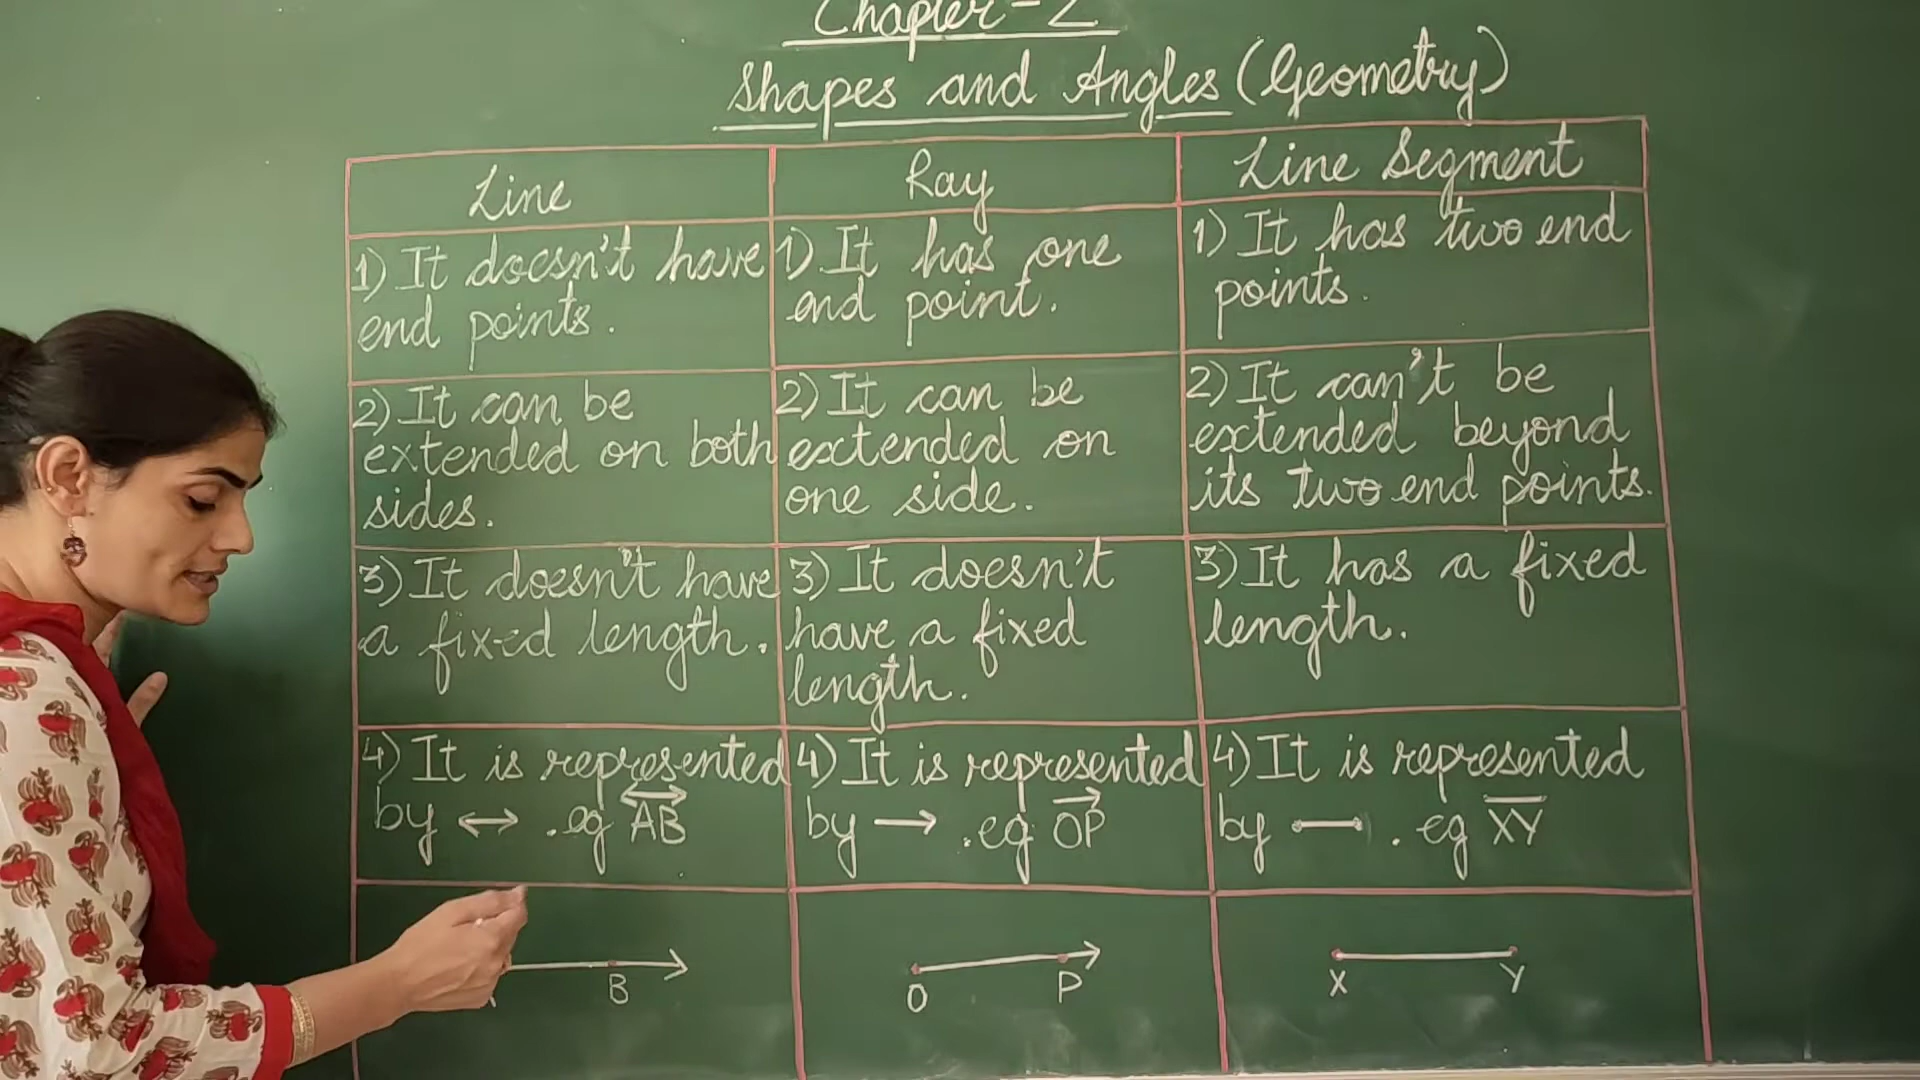 Chapter-2
Shapes and Angles (Geometry)
Line
Ray
Line Segment
1) It doesn't have
end points.
1) It has one
end point.
1) It has two end
points.
2) It can be
extended on both
sides.
2) It can be
extended on
one side.
2) It can't be
extended beyond
its two end points.
3) It doesn't have
a fixed length.
3) It doesn't
have a fixed
length.
3) It has a fixed
length.
4) It is represented
by ↔ .eg AB
4) It is represented
by → .eg OP
4) It is represented
by . eg XY
B
O P
X Y